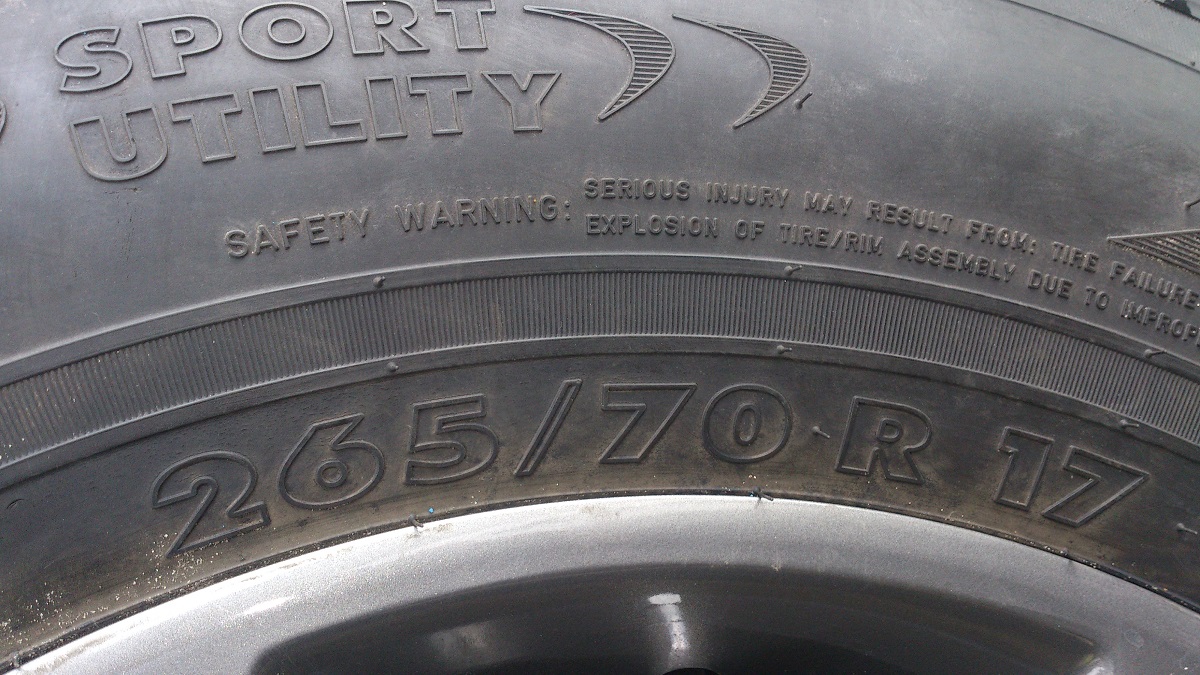 SPORT
UTILITY
SAFETY WARNING: SERIOUS INJURY MAY RESULT FROM: TIRE FAILURE
EXPLOSION OF TIRE/RIM ASSEMBLY DUE TO
265/70 R 17